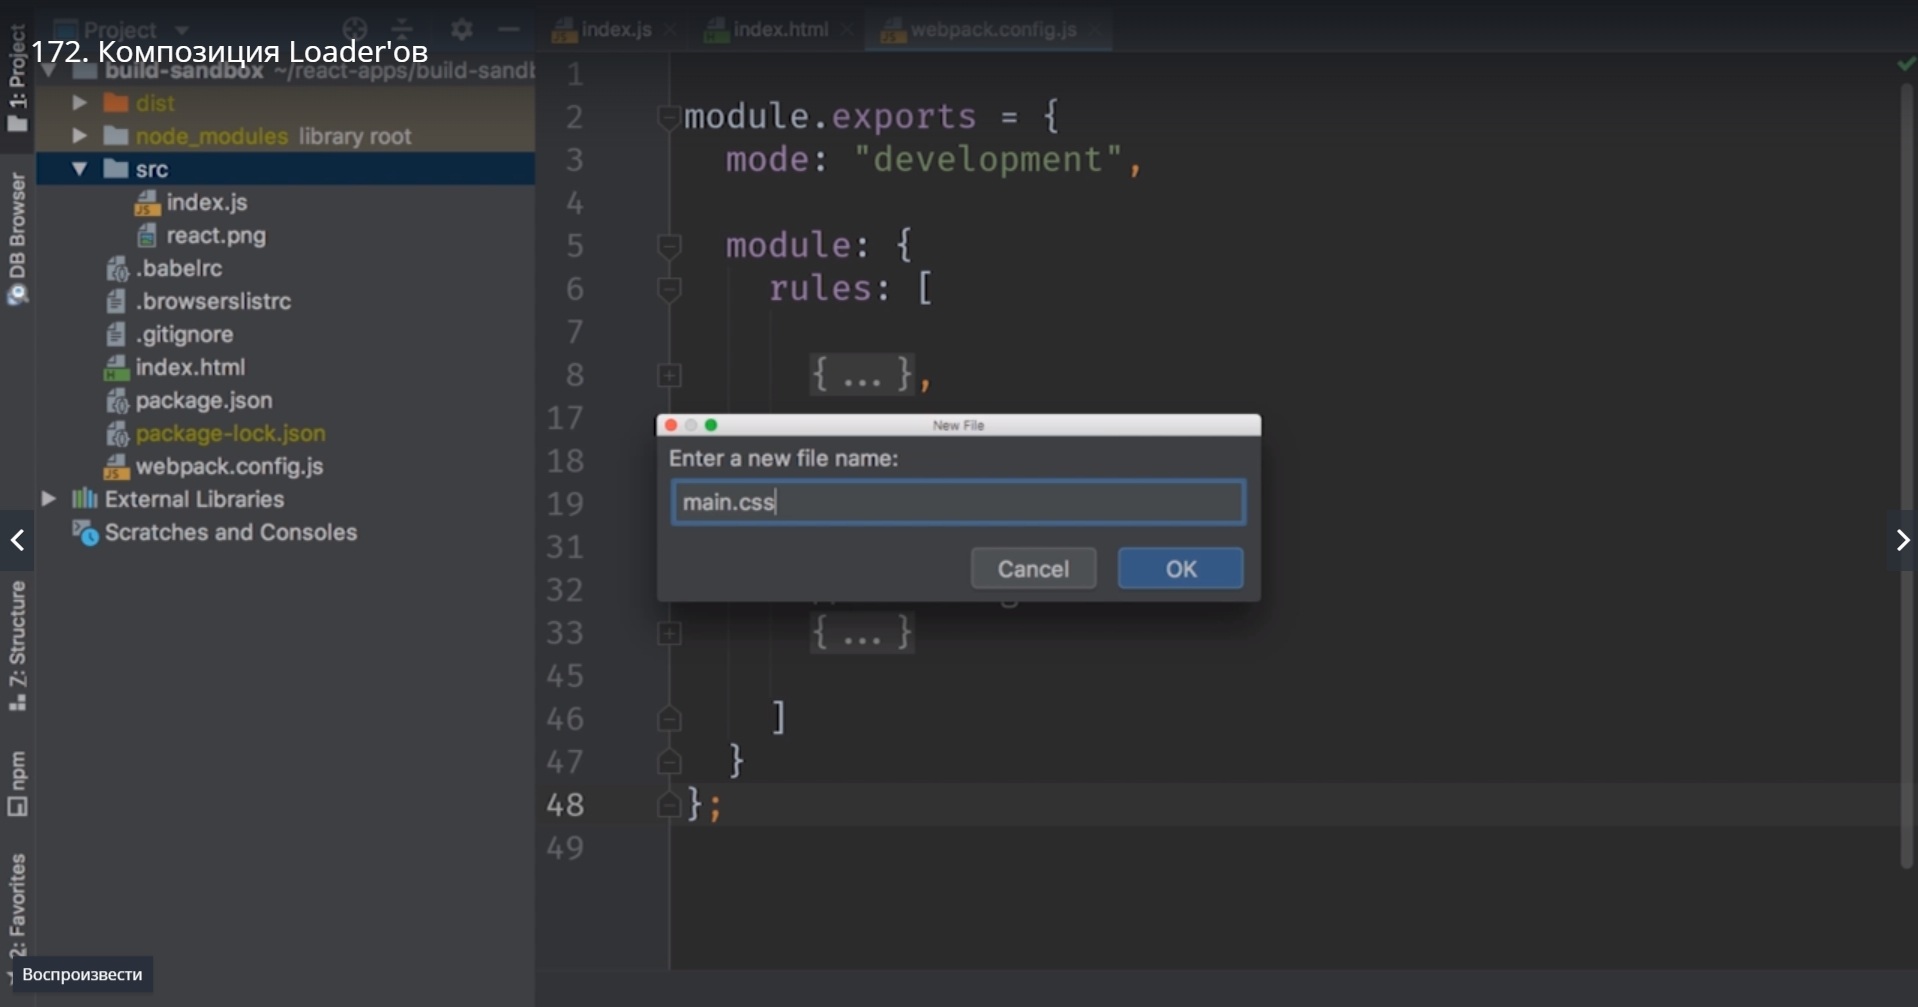 Project
index.js
index.html
webpack.config.js
172. Композиция Loader'ов
1: Project
build-sandbox ~/react-apps/build-sandb
dist
node_modules library root
src
index.js
react.png
.babelrc
.browserslistrc
.gitignore
index.html
package.json
package-lock.json
webpack.config.js
External Libraries
Scratches and Consoles
DB Browser
Z: Structure
npm
2: Favorites
Воспроизвести
1
2 module.exports = {
3 mode: "development",
4
5 module: {
6 rules: [
7
8 { ... },
17
18
19
31
32
33 { ... }
45
46 ]
47 }
48 };
49
New File
Enter a new file name:
main.css
Cancel OK